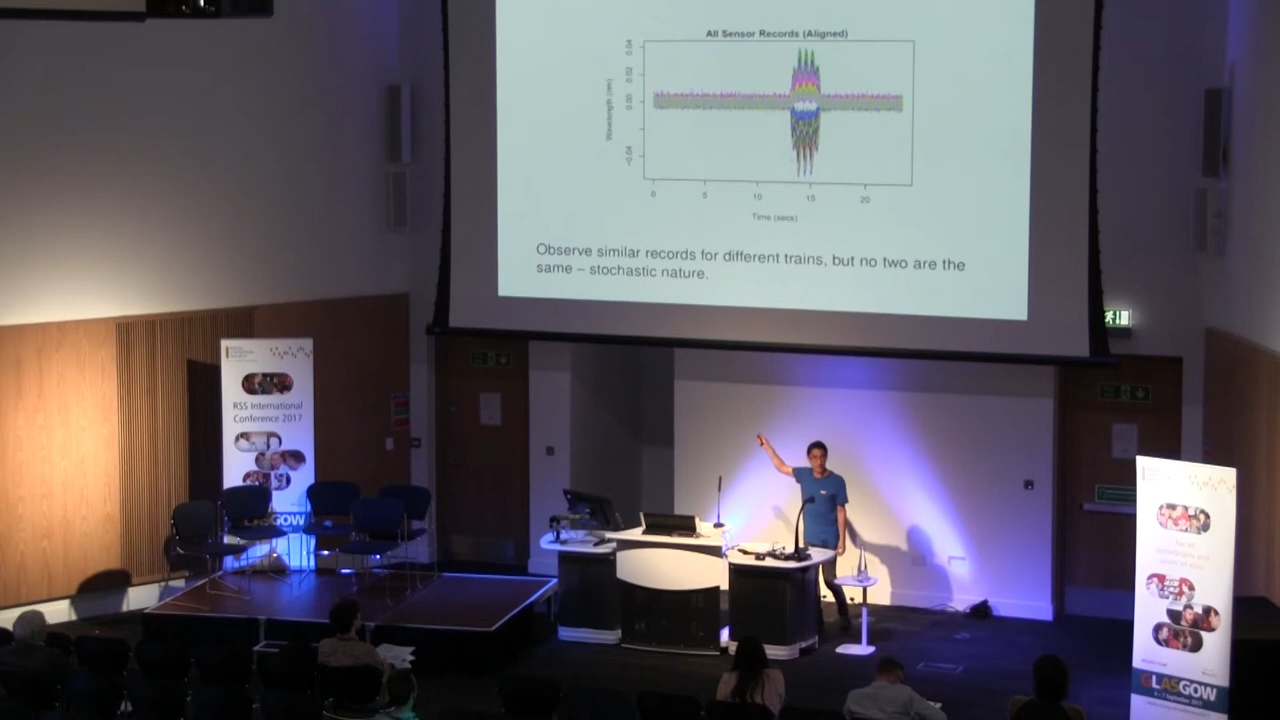 All Sensor Records (Aligned)
Wavelength (nm)
0.04
0.02
0.00
−0.04
0
5
10
15
20
Time (secs)
Observe similar records for different trains, but no two are the
same – stochastic nature.
RSS International
Conference 2017
GLASGOW
GLASGOW